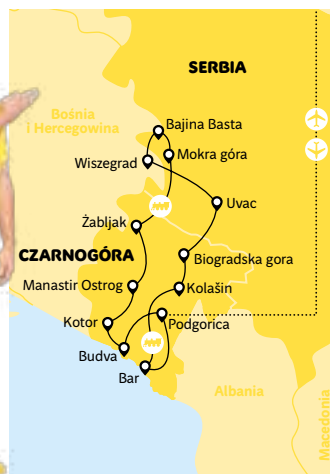 SERBIA
Bośnia
i Hercegowina
Bajina Basta
Mokra góra
Wiszegrad
Uvac
Żabljak
CZARNOGÓRA
Biogradska gora
Manastir Ostrog
Kolašin
Kotor
Podgorica
Budva
Bar
Albania
Macedonia